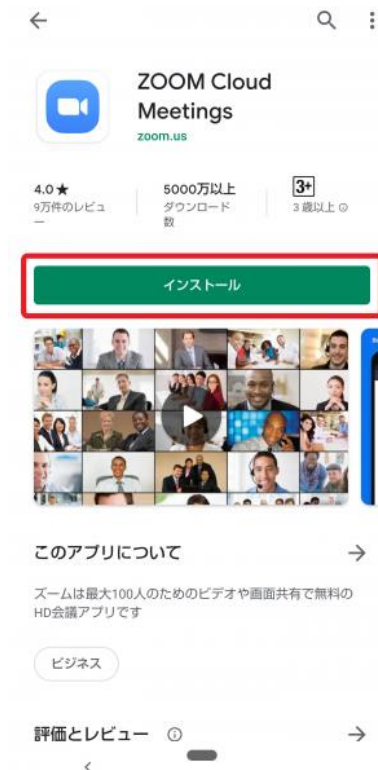 ZOOM Cloud
Meetings
zoom.us
4.0★
9万件のレビュ
ー
5000万以上
ダウンロード
数
3+
3 歳以上
インストール
このアプリについて
ズームは最大100人のためのビデオや画面共有で無料の
HD会議アプリです
ビジネス
評価とレビュー